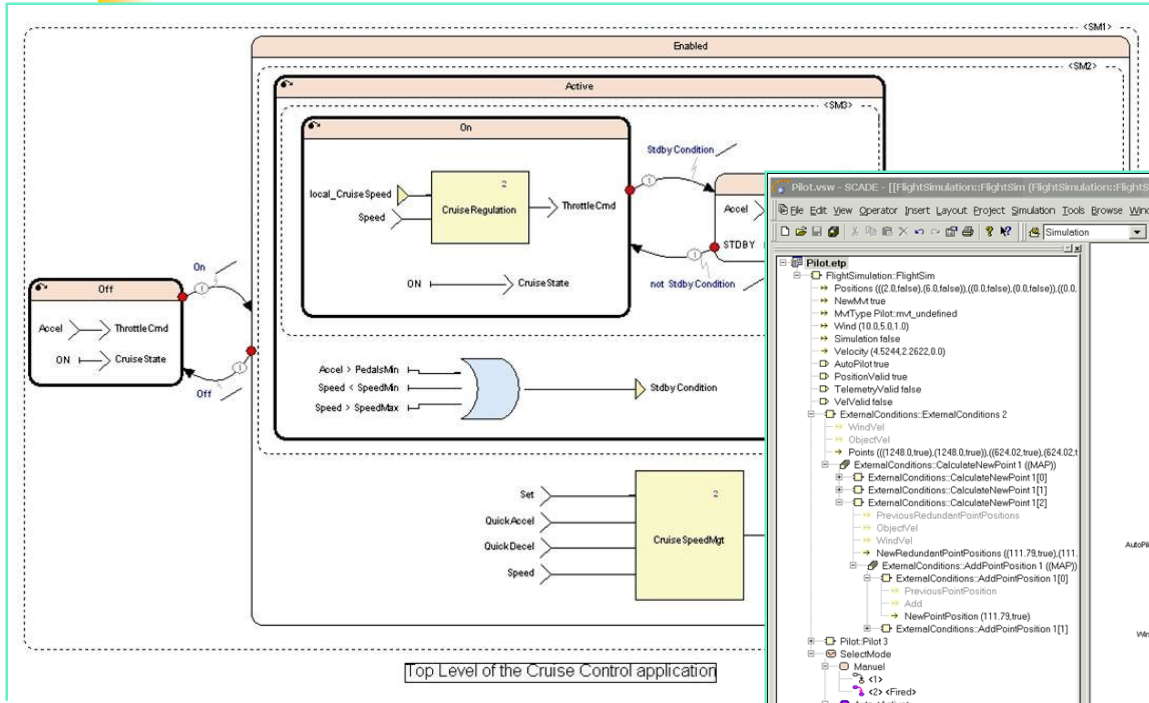 <SM1>
Enabled
<SM2>
Active
<SM3>
On
2
local_CruiseSpeed
Speed
CruiseRegulation
ThrottleCmd
ON
CruiseState
StdbyCondition
1
Accel
STDBY
1
not StdbyCondition
On
1
Off
Accel
ThrottleCmd
ON
CruiseState
1
Off
Accel > PedalsMin
Speed < SpeedMin
Speed > SpeedMax
StdbyCondition
Set
QuickAccel
QuickDecel
Speed
2
CruiseSpeedMgt
Top Level of the Cruise Control application
Pilot.vsw - SCADE - [[FlightSimulation::FlightSim (FlightSimulation::FlightS
File Edit View Operator Insert Layout Project Simulation Tools Browse Wind
Simulation
Pilot.etp
FlightSimulation::FlightSim
Positions (((2.0,false),(6.0,false)),((0.0,false),(0.0,false)),((0.0,
NewMvt true
MvtType Pilot::mvt_undefined
Wind (10.0,5.0,1.0)
Simulation false
Velocity (4.5244,2.2622,0.0)
AutoPilot true
PositionValid true
TelemetryValid false
VelValid false
ExternalConditions::ExternalConditions 2
WindVel
ObjectVel
Points (((1248.0,true),(1248.0,true)),((624.02,true),(624.02,t
ExternalConditions::CalculateNewPoint 1 ((MAP))
ExternalConditions::CalculateNewPoint 1[0]
ExternalConditions::CalculateNewPoint 1[1]
ExternalConditions::CalculateNewPoint 1[2]
PreviousRedundantPointPositions
ObjectVel
WindVel
NewRedundantPointPositions ((111.79,true),(111.
ExternalConditions::AddPointPosition 1 ((MAP))
ExternalConditions::AddPointPosition 1[0]
PreviousPointPosition
Add
NewPointPosition (111.79,true)
ExternalConditions::AddPointPosition 1[1]
Pilot::Pilot 3
SelectMode
Manuel
<1>
<2> <Fired>
AutoPil
Win